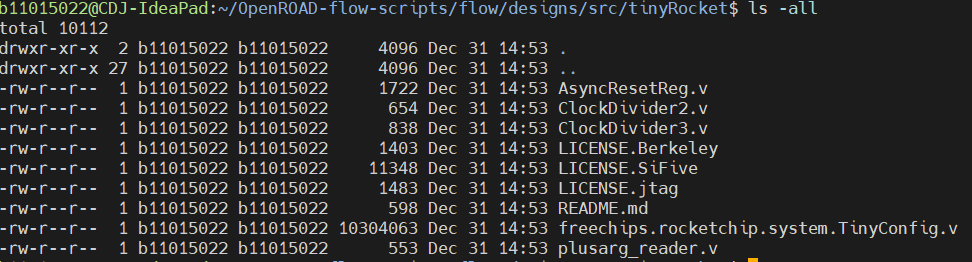 b11015022@CDJ-IdeaPad:~/OpenROAD-flow-scripts/flow/designs/src/tinyRocket$ ls -all
total 10112
drwxr-xr-x  2 b11015022 b11015022     4096 Dec 31 14:53 .
drwxr-xr-x 27 b11015022 b11015022     4096 Dec 31 14:53 ..
-rw-r--r--  1 b11015022 b11015022     1722 Dec 31 14:53 AsyncResetReg.v
-rw-r--r--  1 b11015022 b11015022      654 Dec 31 14:53 ClockDivider2.v
-rw-r--r--  1 b11015022 b11015022      838 Dec 31 14:53 ClockDivider3.v
-rw-r--r--  1 b11015022 b11015022     1403 Dec 31 14:53 LICENSE.Berkeley
-rw-r--r--  1 b11015022 b11015022    11348 Dec 31 14:53 LICENSE.SiFive
-rw-r--r--  1 b11015022 b11015022     1483 Dec 31 14:53 LICENSE.jtag
-rw-r--r--  1 b11015022 b11015022      598 Dec 31 14:53 README.md
-rw-r--r--  1 b11015022 b11015022 10304063 Dec 31 14:53 freechips.rocketchip.system.TinyConfig.v
-rw-r--r--  1 b11015022 b11015022      553 Dec 31 14:53 plusarg_reader.v